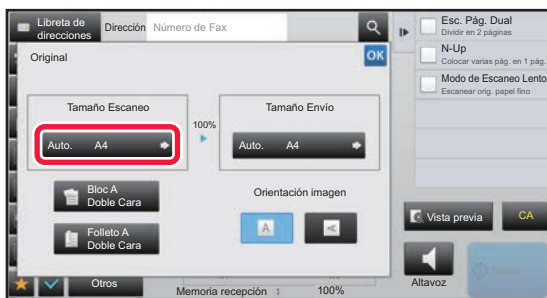 Libreta de
direcciones
Dirección
Número de Fax
Original
OK
Tamaño Escaneo
100%
Tamaño Envío
Auto. A4
Auto. A4
Bloc A
Doble Cara
Folleto A
Doble Cara
Orientación imagen
A
A
Otros
Memoria recepción : 100%
Esc. Pág. Dual
Dividir en 2 páginas
N-Up
Colocar varias pág. en 1 pág.
Modo de Escaneo Lento
Escanear orig. papel fino
Vista previa
CA
Altavoz
Iniciar